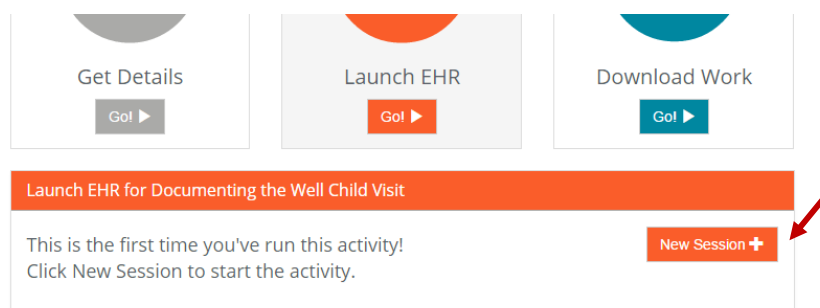 Get Details
Launch EHR
Download Work
Go!
Go!
Go!
Launch EHR for Documenting the Well Child Visit
This is the first time you've run this activity!
New Session
Click New Session to start the activity.